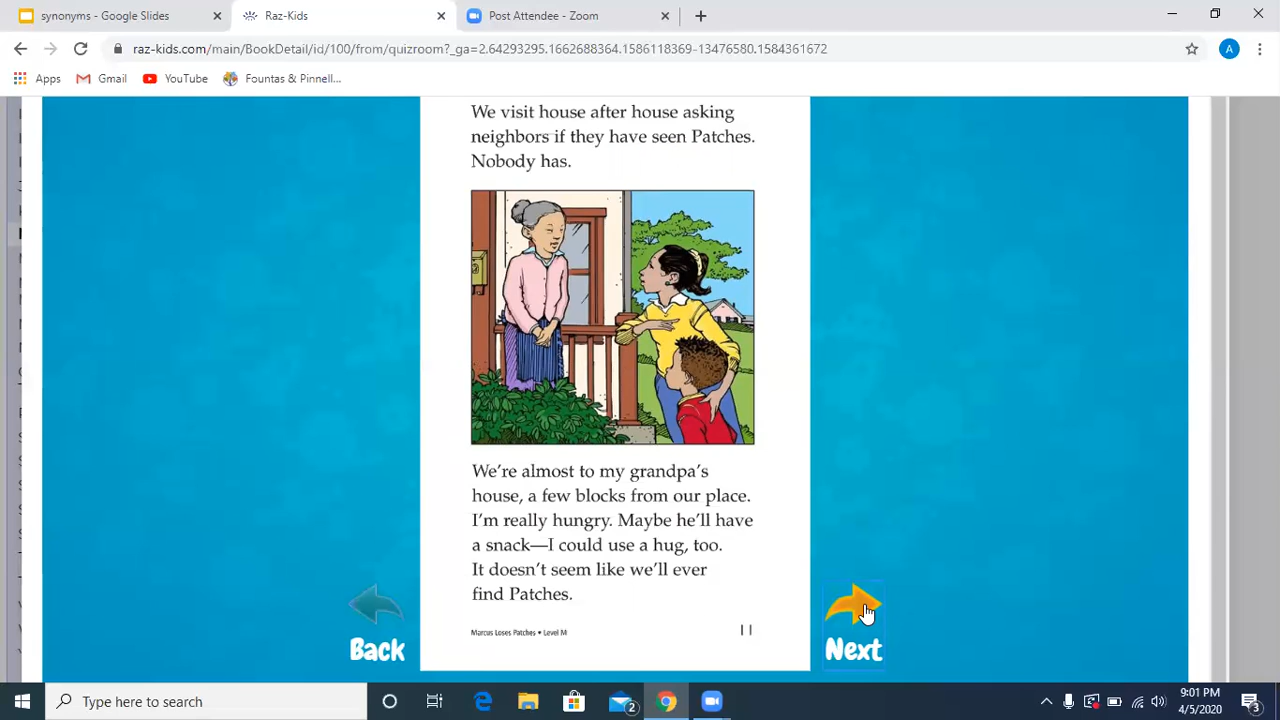 synonyms - Google Slides
Raz-Kids
Post Attendee - Zoom
raz-kids.com/main/BookDetail/id/100/from/quizroom?_ga=2.64293295.1662688364.1586118369-13476580.1584361672
A
Apps
Gmail
YouTube
Fountas & Pinnell...
We visit house after house asking
neighbors if they have seen Patches.
Nobody has.
We're almost to my grandpa's
house, a few blocks from our place.
I'm really hungry. Maybe he'll have
a snack—I could use a hug, too.
It doesn't seem like we'll ever
find Patches.
Marcus Loses Patches • Level M
11
Back
Next
Type here to search
2
9:01 PM
4/5/2020
3